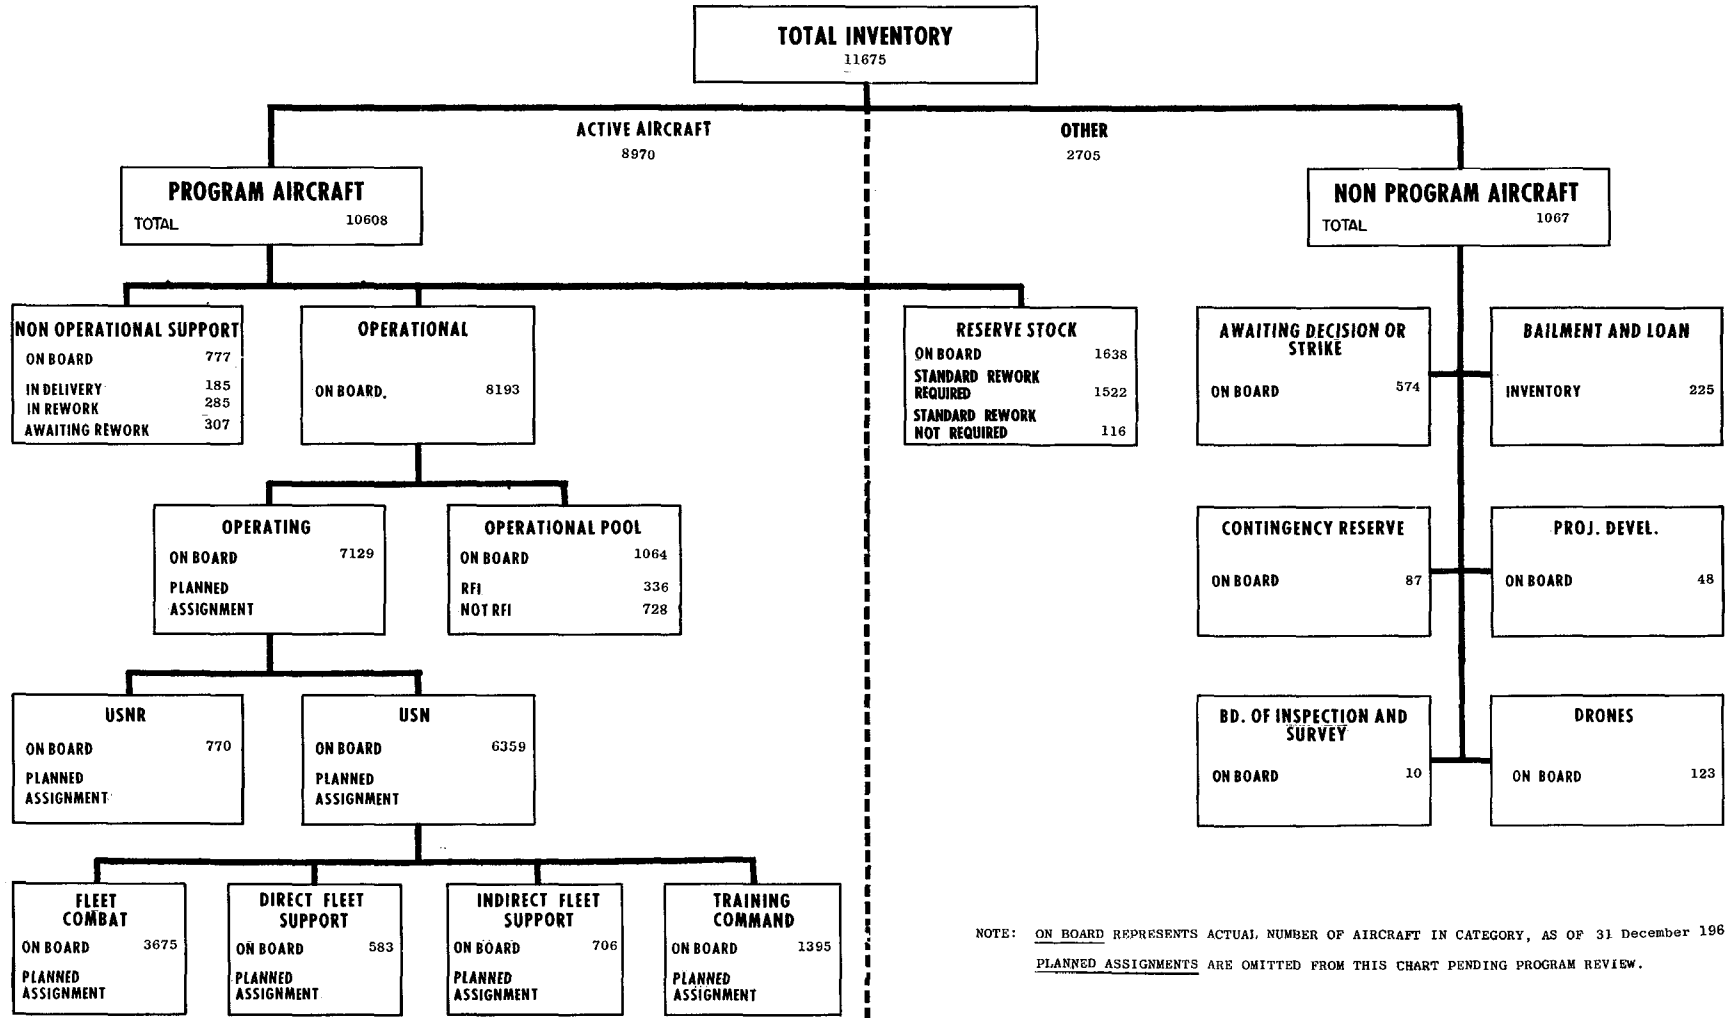 TOTAL INVENTORY
11675
ACTIVE AIRCRAFT
8970
OTHER
2705
PROGRAM AIRCRAFT
TOTAL 10608
NON PROGRAM AIRCRAFT
TOTAL 1067
NON OPERATIONAL SUPPORT
ON BOARD 777
IN DELIVERY 185
IN REWORK 285
AWAITING REWORK 307
OPERATIONAL
ON BOARD. 8193
RESERVE STOCK
ON BOARD 1638
STANDARD REWORK
REQUIRED 1522
STANDARD REWORK
NOT REQUIRED 116
AWAITING DECISION OR
STRIKE
ON BOARD 574
BAILMENT AND LOAN
INVENTORY 225
OPERATING
ON BOARD 7129
PLANNED
ASSIGNMENT
OPERATIONAL POOL
ON BOARD 1064
RFI 336
NOT RFI 728
CONTINGENCY RESERVE
ON BOARD 87
PROJ. DEVEL.
ON BOARD 48
USNR
ON BOARD 770
PLANNED
ASSIGNMENT
USN
ON BOARD 6359
PLANNED
ASSIGNMENT
BD. OF INSPECTION AND
SURVEY
ON BOARD 10
DRONES
ON BOARD 123
FLEET
COMBAT
ON BOARD 3675
PLANNED
ASSIGNMENT
DIRECT FLEET
SUPPORT
ON BOARD 583
PLANNED
ASSIGNMENT
INDIRECT FLEET
SUPPORT
ON BOARD 706
PLANNED
ASSIGNMENT
TRAINING
COMMAND
ON BOARD 1395
PLANNED
ASSIGNMENT
NOTE: ON BOARD REPRESENTS ACTUAL NUMBER OF AIRCRAFT IN CATEGORY, AS OF 31 December 196
PLANNED ASSIGNMENTS ARE OMITTED FROM THIS CHART PENDING PROGRAM REVIEW.